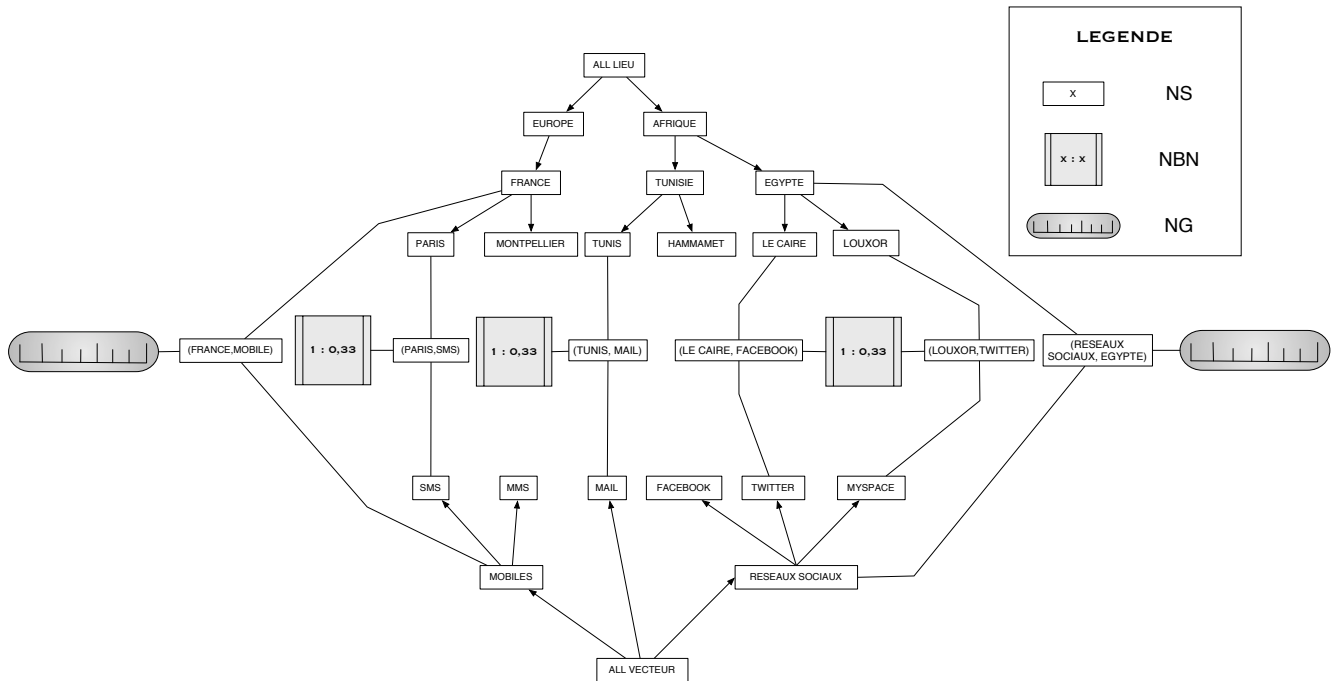 LEGENDE
x
NS
x : x
NBN
NG
ALL LIEU
EUROPE
AFRIQUE
FRANCE
TUNISIE
EGYPTE
PARIS
MONTPELLIER
TUNIS
HAMMAMET
LE CAIRE
LOUXOR
(FRANCE,MOBILE)
1 : 0,33
(PARIS,SMS)
1 : 0,33
(TUNIS, MAIL)
(LE CAIRE, FACEBOOK)
1 : 0,33
(LOUXOR,TWITTER)
(RESEAUX
SOCIAUX, EGYPTE)
SMS
MMS
MAIL
FACEBOOK
TWITTER
MYSPACE
MOBILES
RESEAUX SOCIAUX
ALL VECTEUR